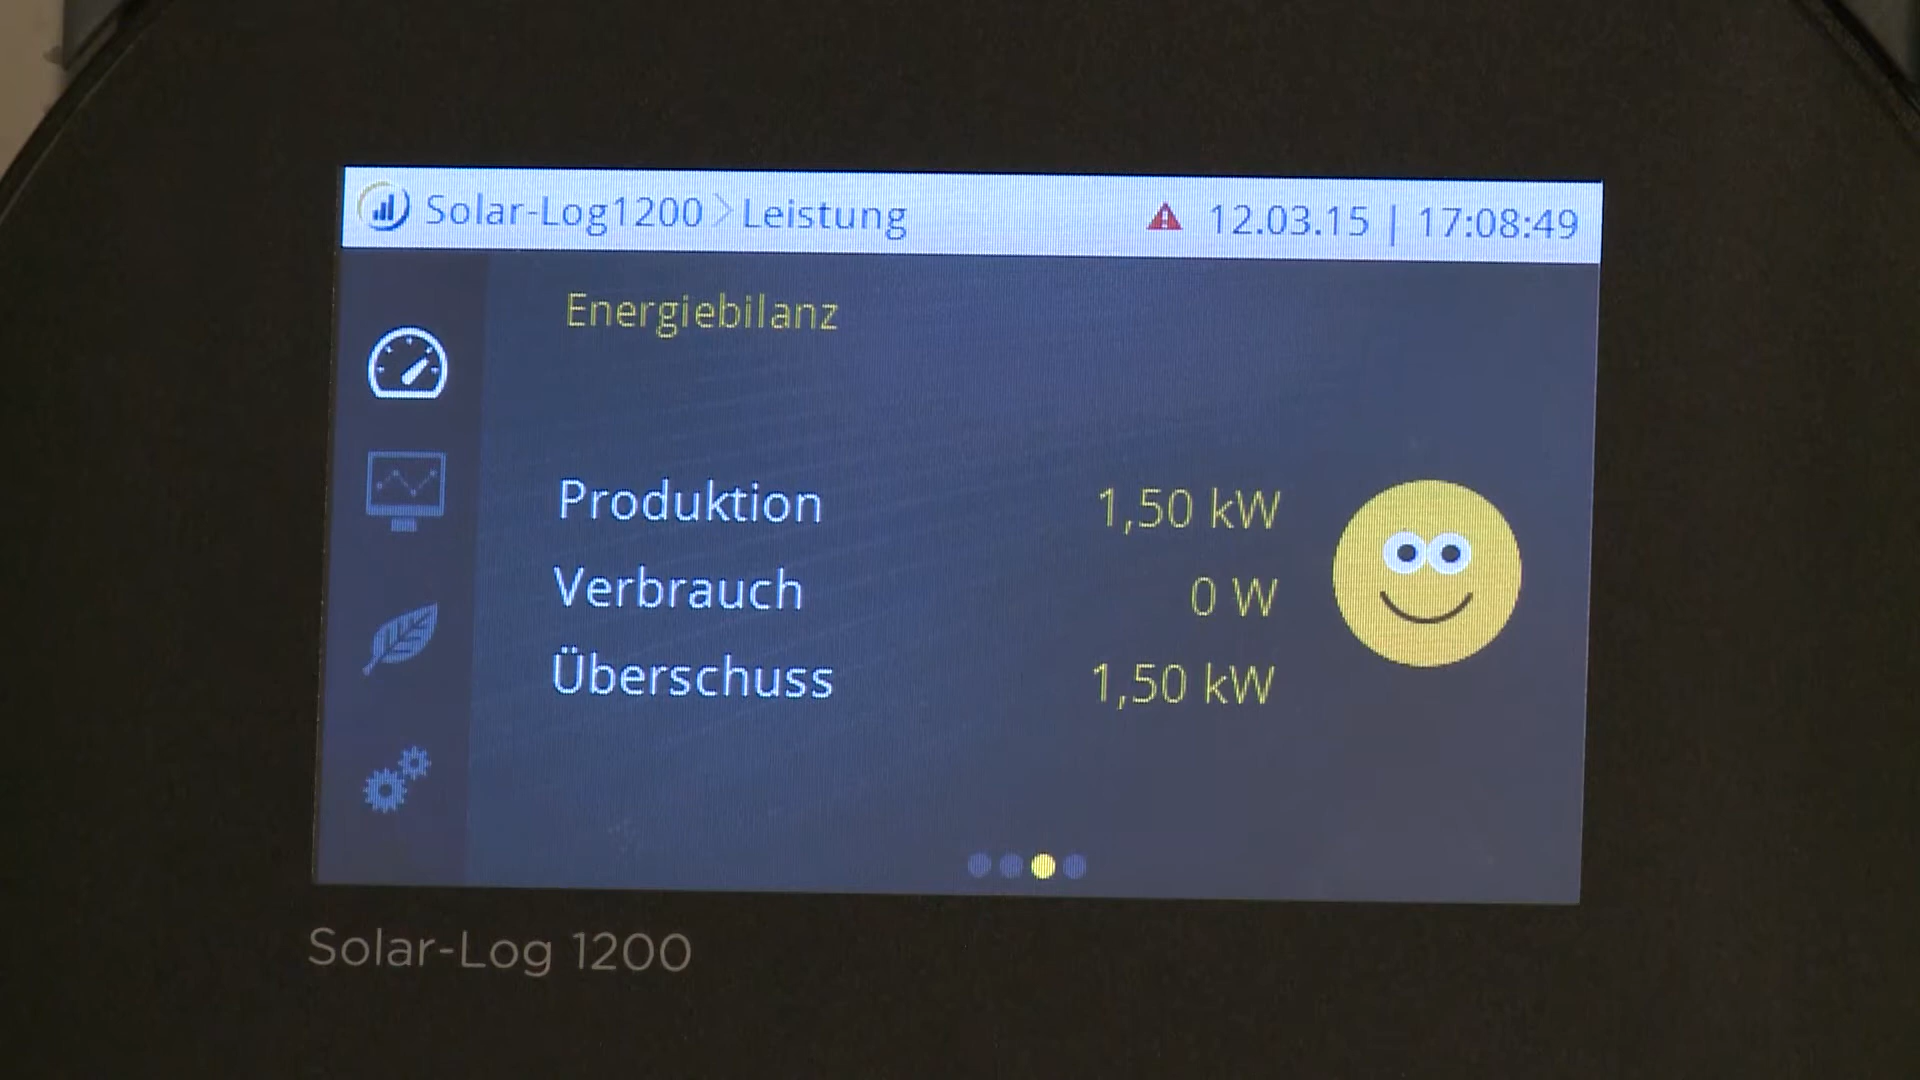 Solar-Log1200 > Leistung 12.03.15 | 17:08:49
Energiebilanz
Produktion 1,50 kW
Verbrauch 0 W
Überschuss 1,50 kW
Solar-Log 1200